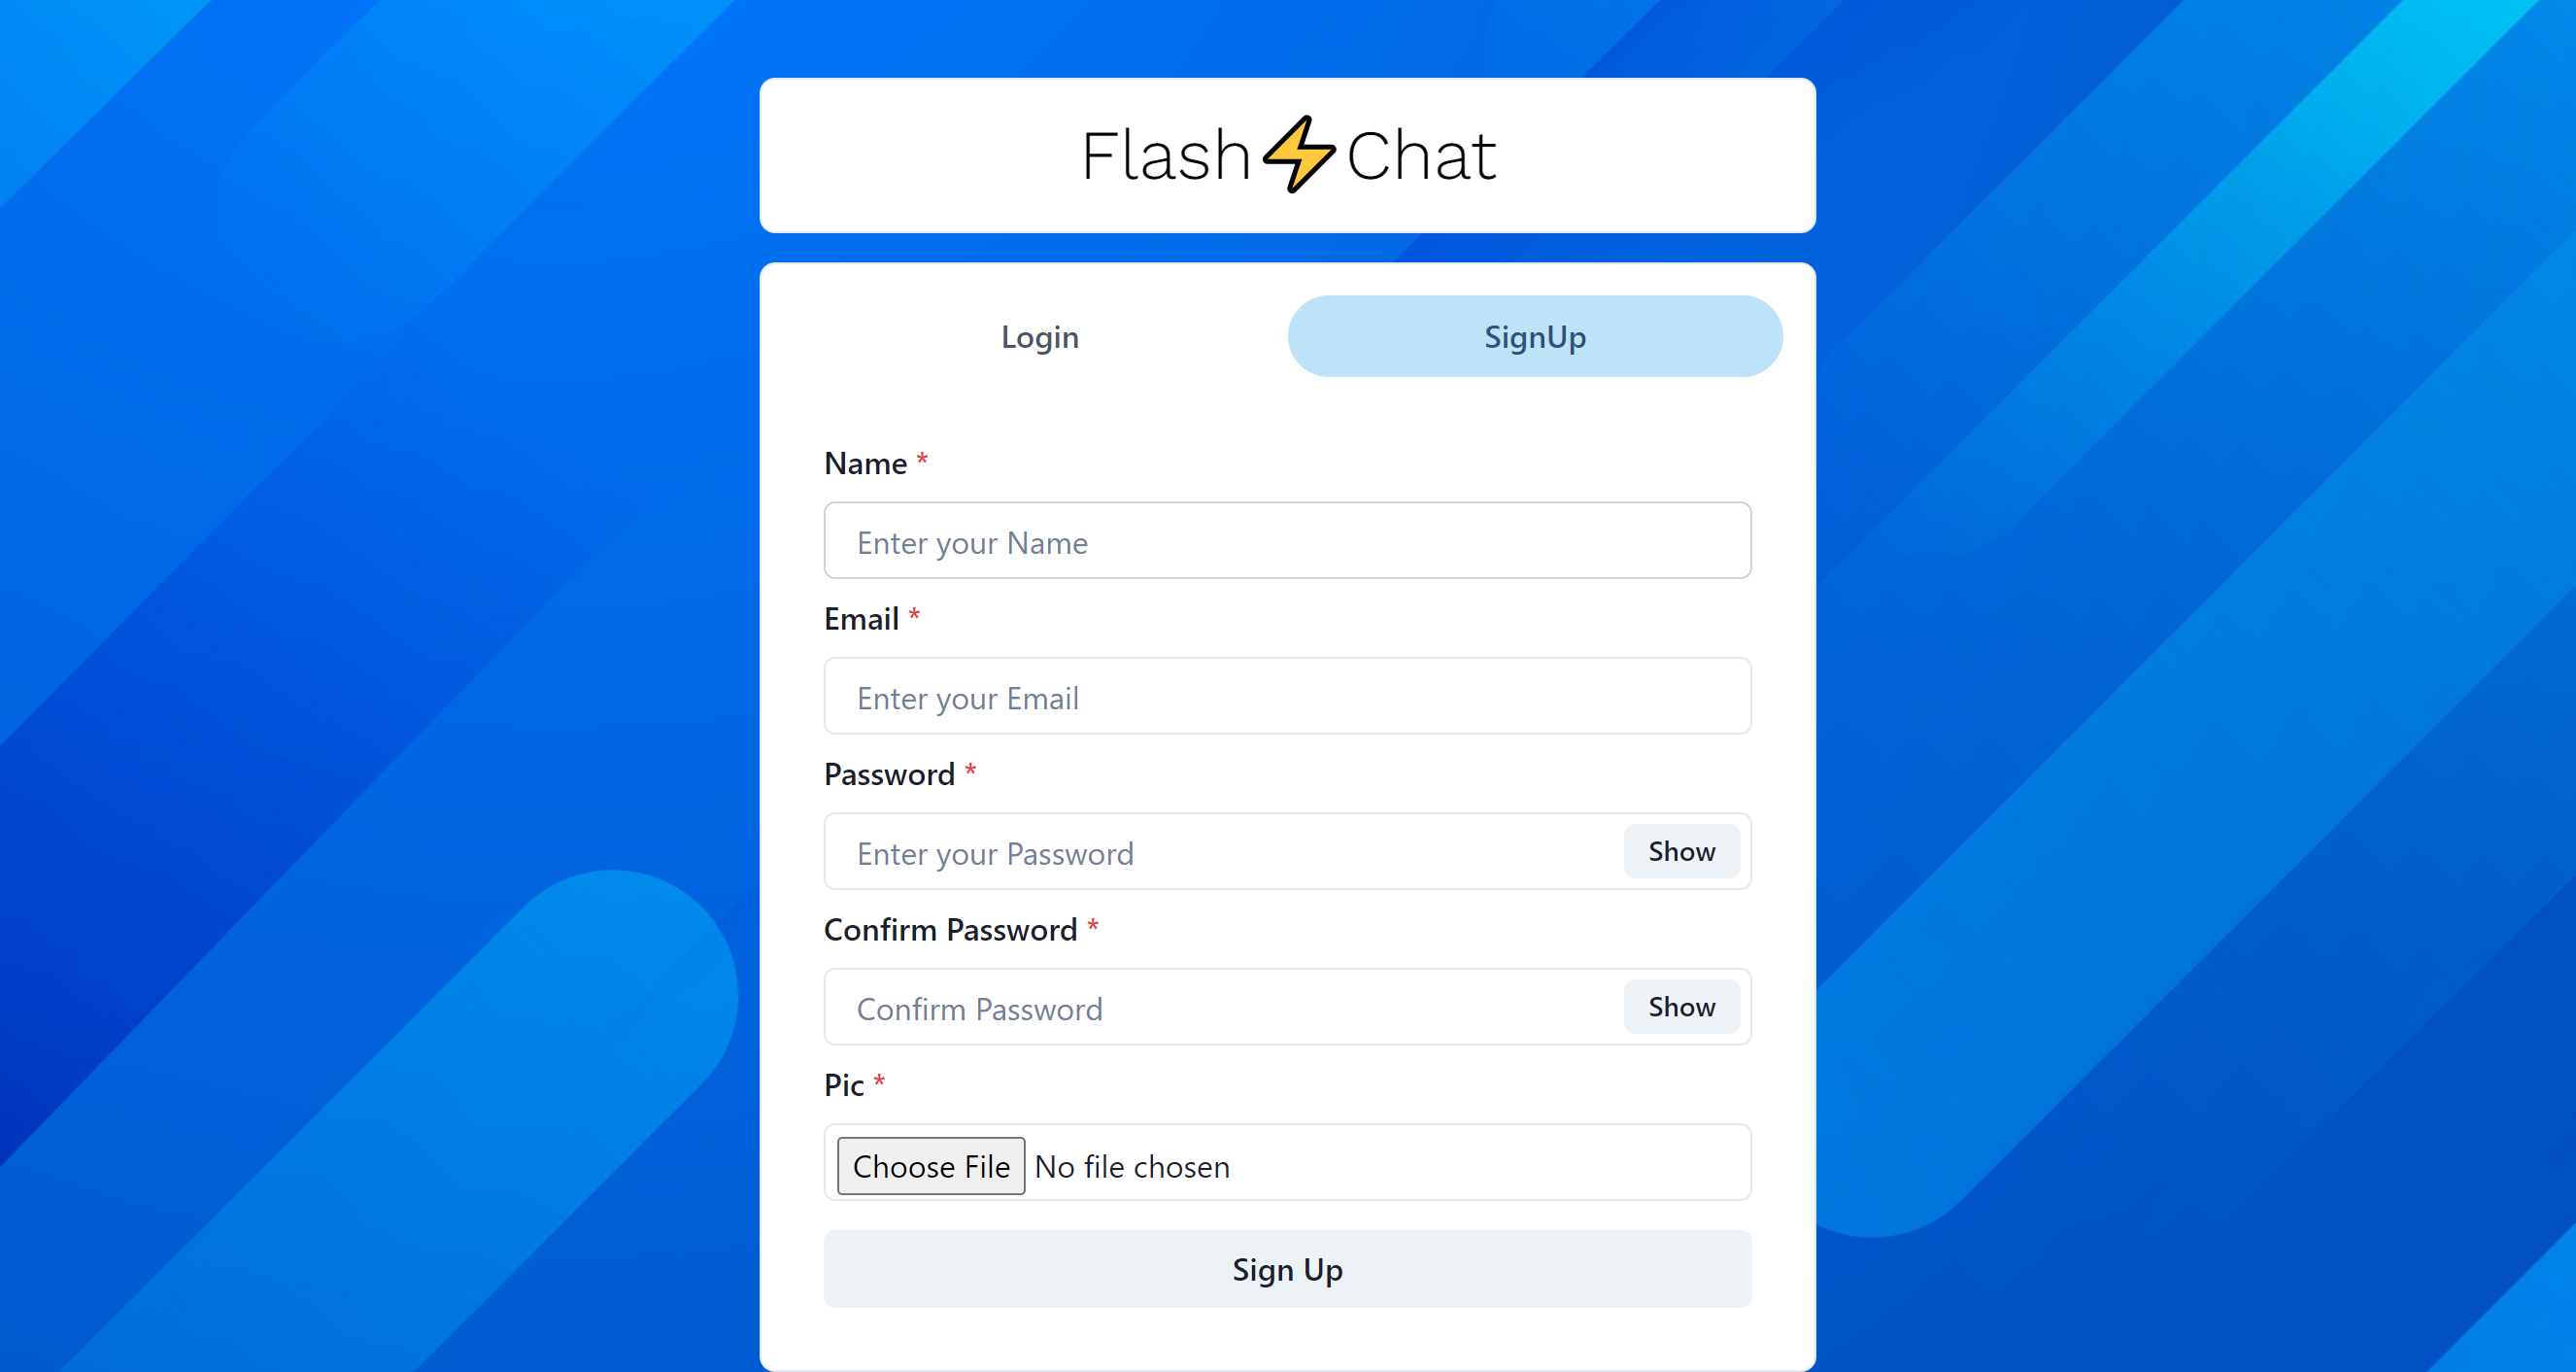 Flash⚡Chat
Login SignUp
Name *
Enter your Name
Email *
Enter your Email
Password *
Enter your Password Show
Confirm Password *
Confirm Password Show
Pic *
Choose File No file chosen
Sign Up